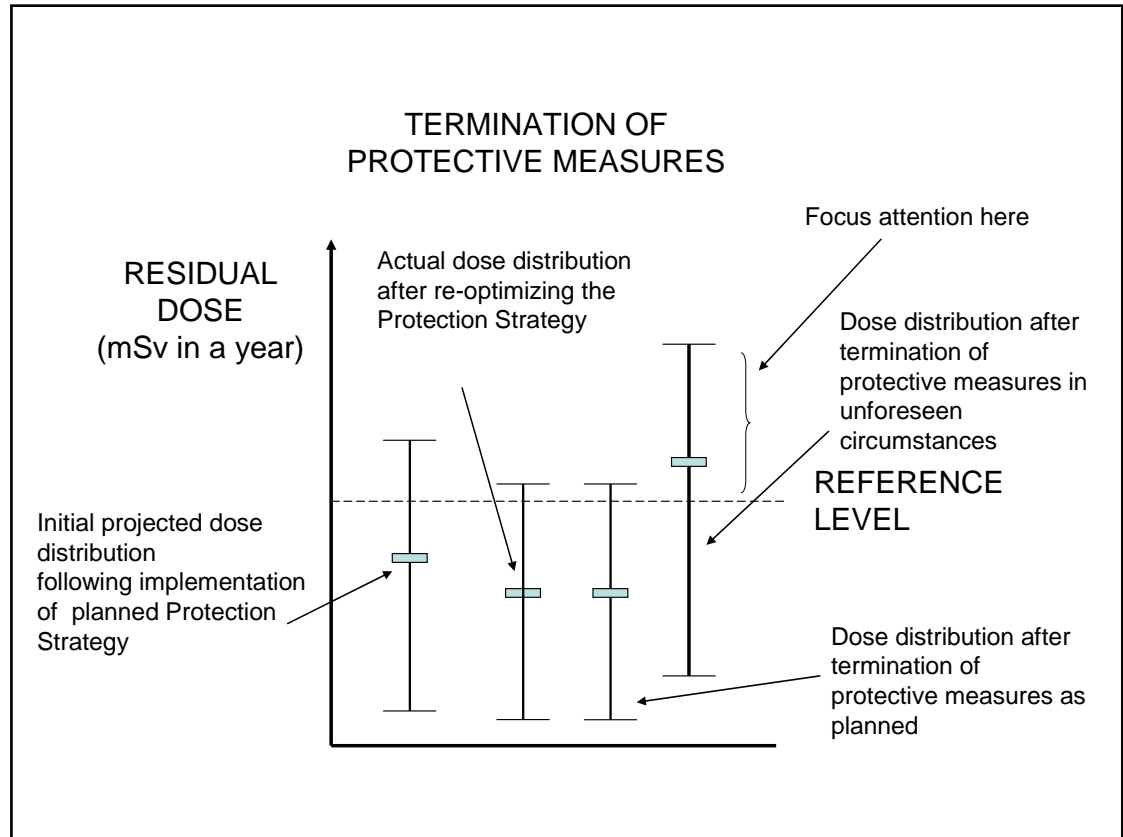 TERMINATION OF
PROTECTIVE MEASURES
Focus attention here
RESIDUAL
DOSE
(mSv in a year)
Actual dose distribution
after re-optimizing the
Protection Strategy
Dose distribution after
termination of
protective measures in
unforeseen
circumstances
REFERENCE
LEVEL
Initial projected dose
distribution
following implementation
of planned Protection
Strategy
Dose distribution after
termination of
protective measures as
planned